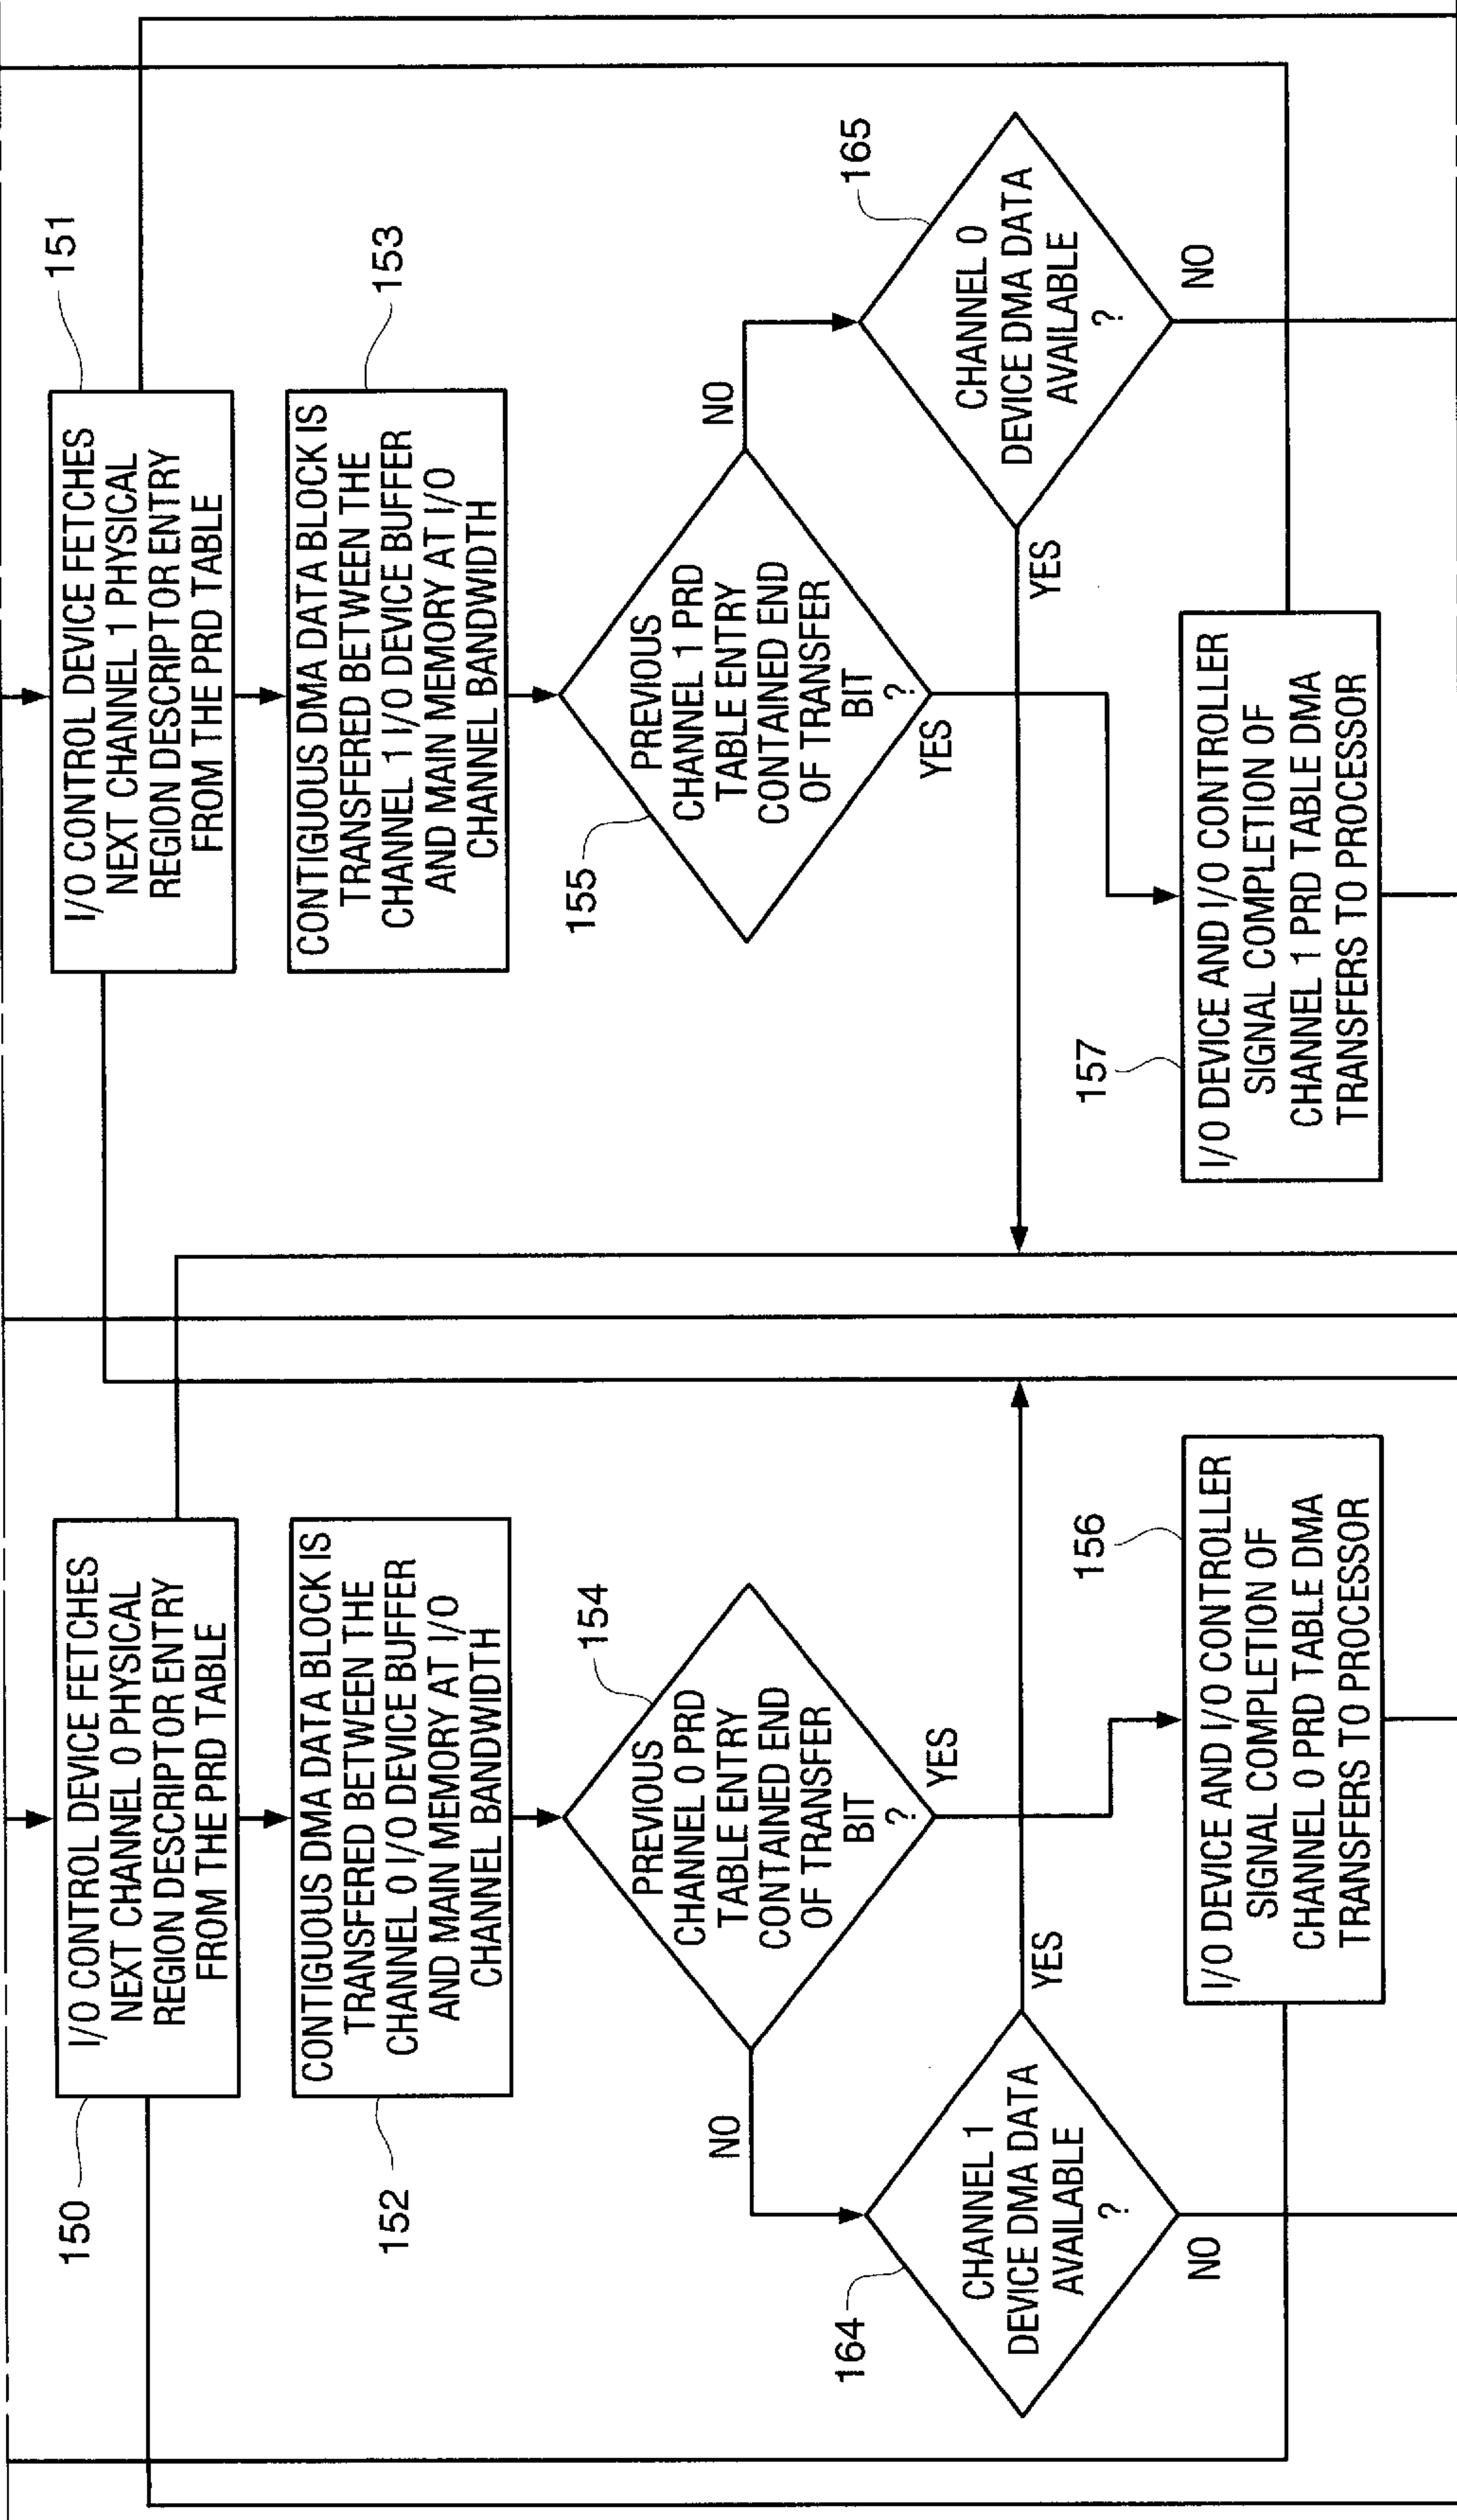 150
I/O CONTROL DEVICE FETCHES
NEXT CHANNEL 0 PHYSICAL
REGION DESCRIPTOR ENTRY
FROM THE PRD TABLE
152
CONTIGUOUS DMA DATA BLOCK IS
TRANSFERED BETWEEN THE
CHANNEL 0 I/O DEVICE BUFFER
AND MAIN MEMORY AT I/O
CHANNEL BANDWIDTH
154
PREVIOUS
CHANNEL 0 PRD
TABLE ENTRY
CONTAINED END
OF TRANSFER
BIT
?
NO
YES
164
CHANNEL 1
DEVICE DMA DATA
AVAILABLE
?
YES
NO
156
I/O DEVICE AND I/O CONTROLLER
SIGNAL COMPLETION OF
CHANNEL 0 PRD TABLE DMA
TRANSFERS TO PROCESSOR
151
I/O CONTROL DEVICE FETCHES
NEXT CHANNEL 1 PHYSICAL
REGION DESCRIPTOR ENTRY
FROM THE PRD TABLE
153
CONTIGUOUS DMA DATA BLOCK IS
TRANSFERED BETWEEN THE
CHANNEL 1 I/O DEVICE BUFFER
AND MAIN MEMORY AT I/O
CHANNEL BANDWIDTH
155
PREVIOUS
CHANNEL 1 PRD
TABLE ENTRY
CONTAINED END
OF TRANSFER
BIT
?
NO
YES
165
CHANNEL 0
DEVICE DMA DATA
AVAILABLE
?
YES
NO
157
I/O DEVICE AND I/O CONTROLLER
SIGNAL COMPLETION OF
CHANNEL 1 PRD TABLE DMA
TRANSFERS TO PROCESSOR